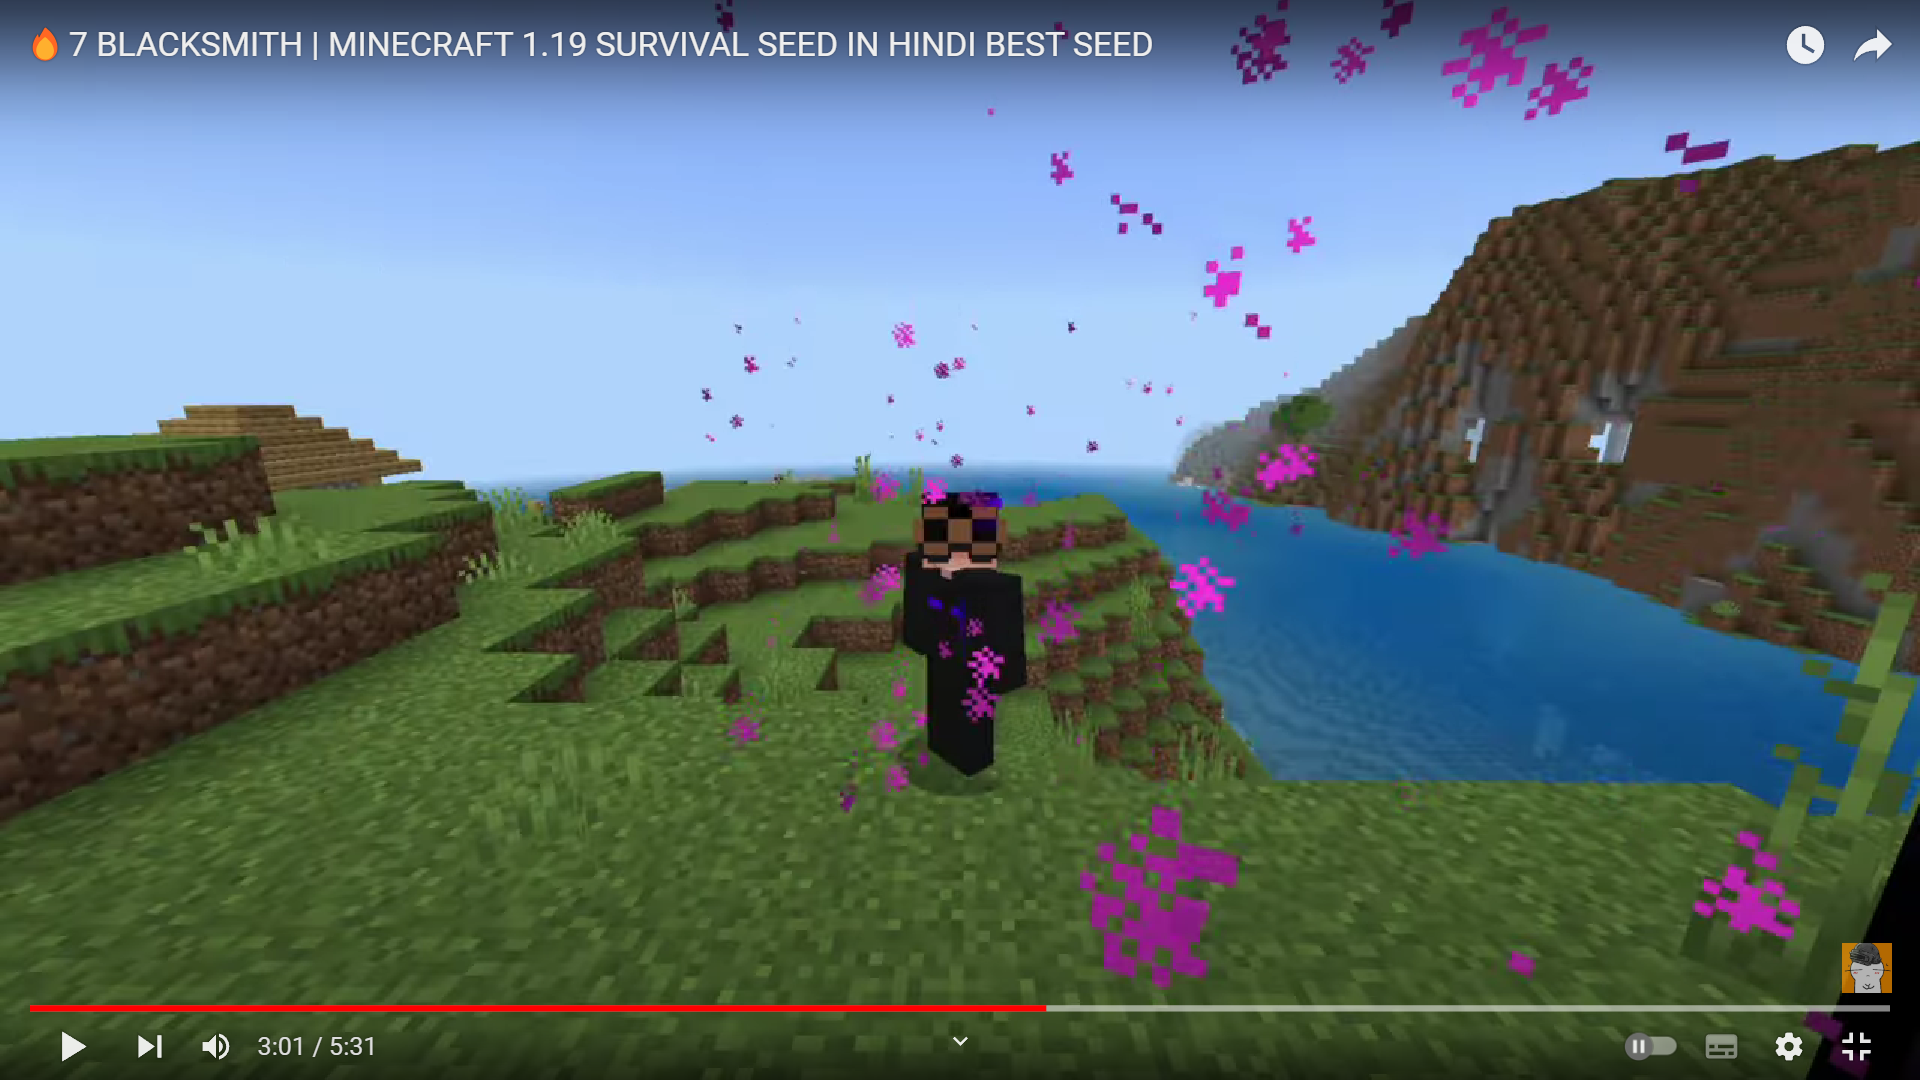 🔥 7 BLACKSMITH | MINECRAFT 1.19 SURVIVAL SEED IN HINDI BEST SEED
3:01 / 5:31